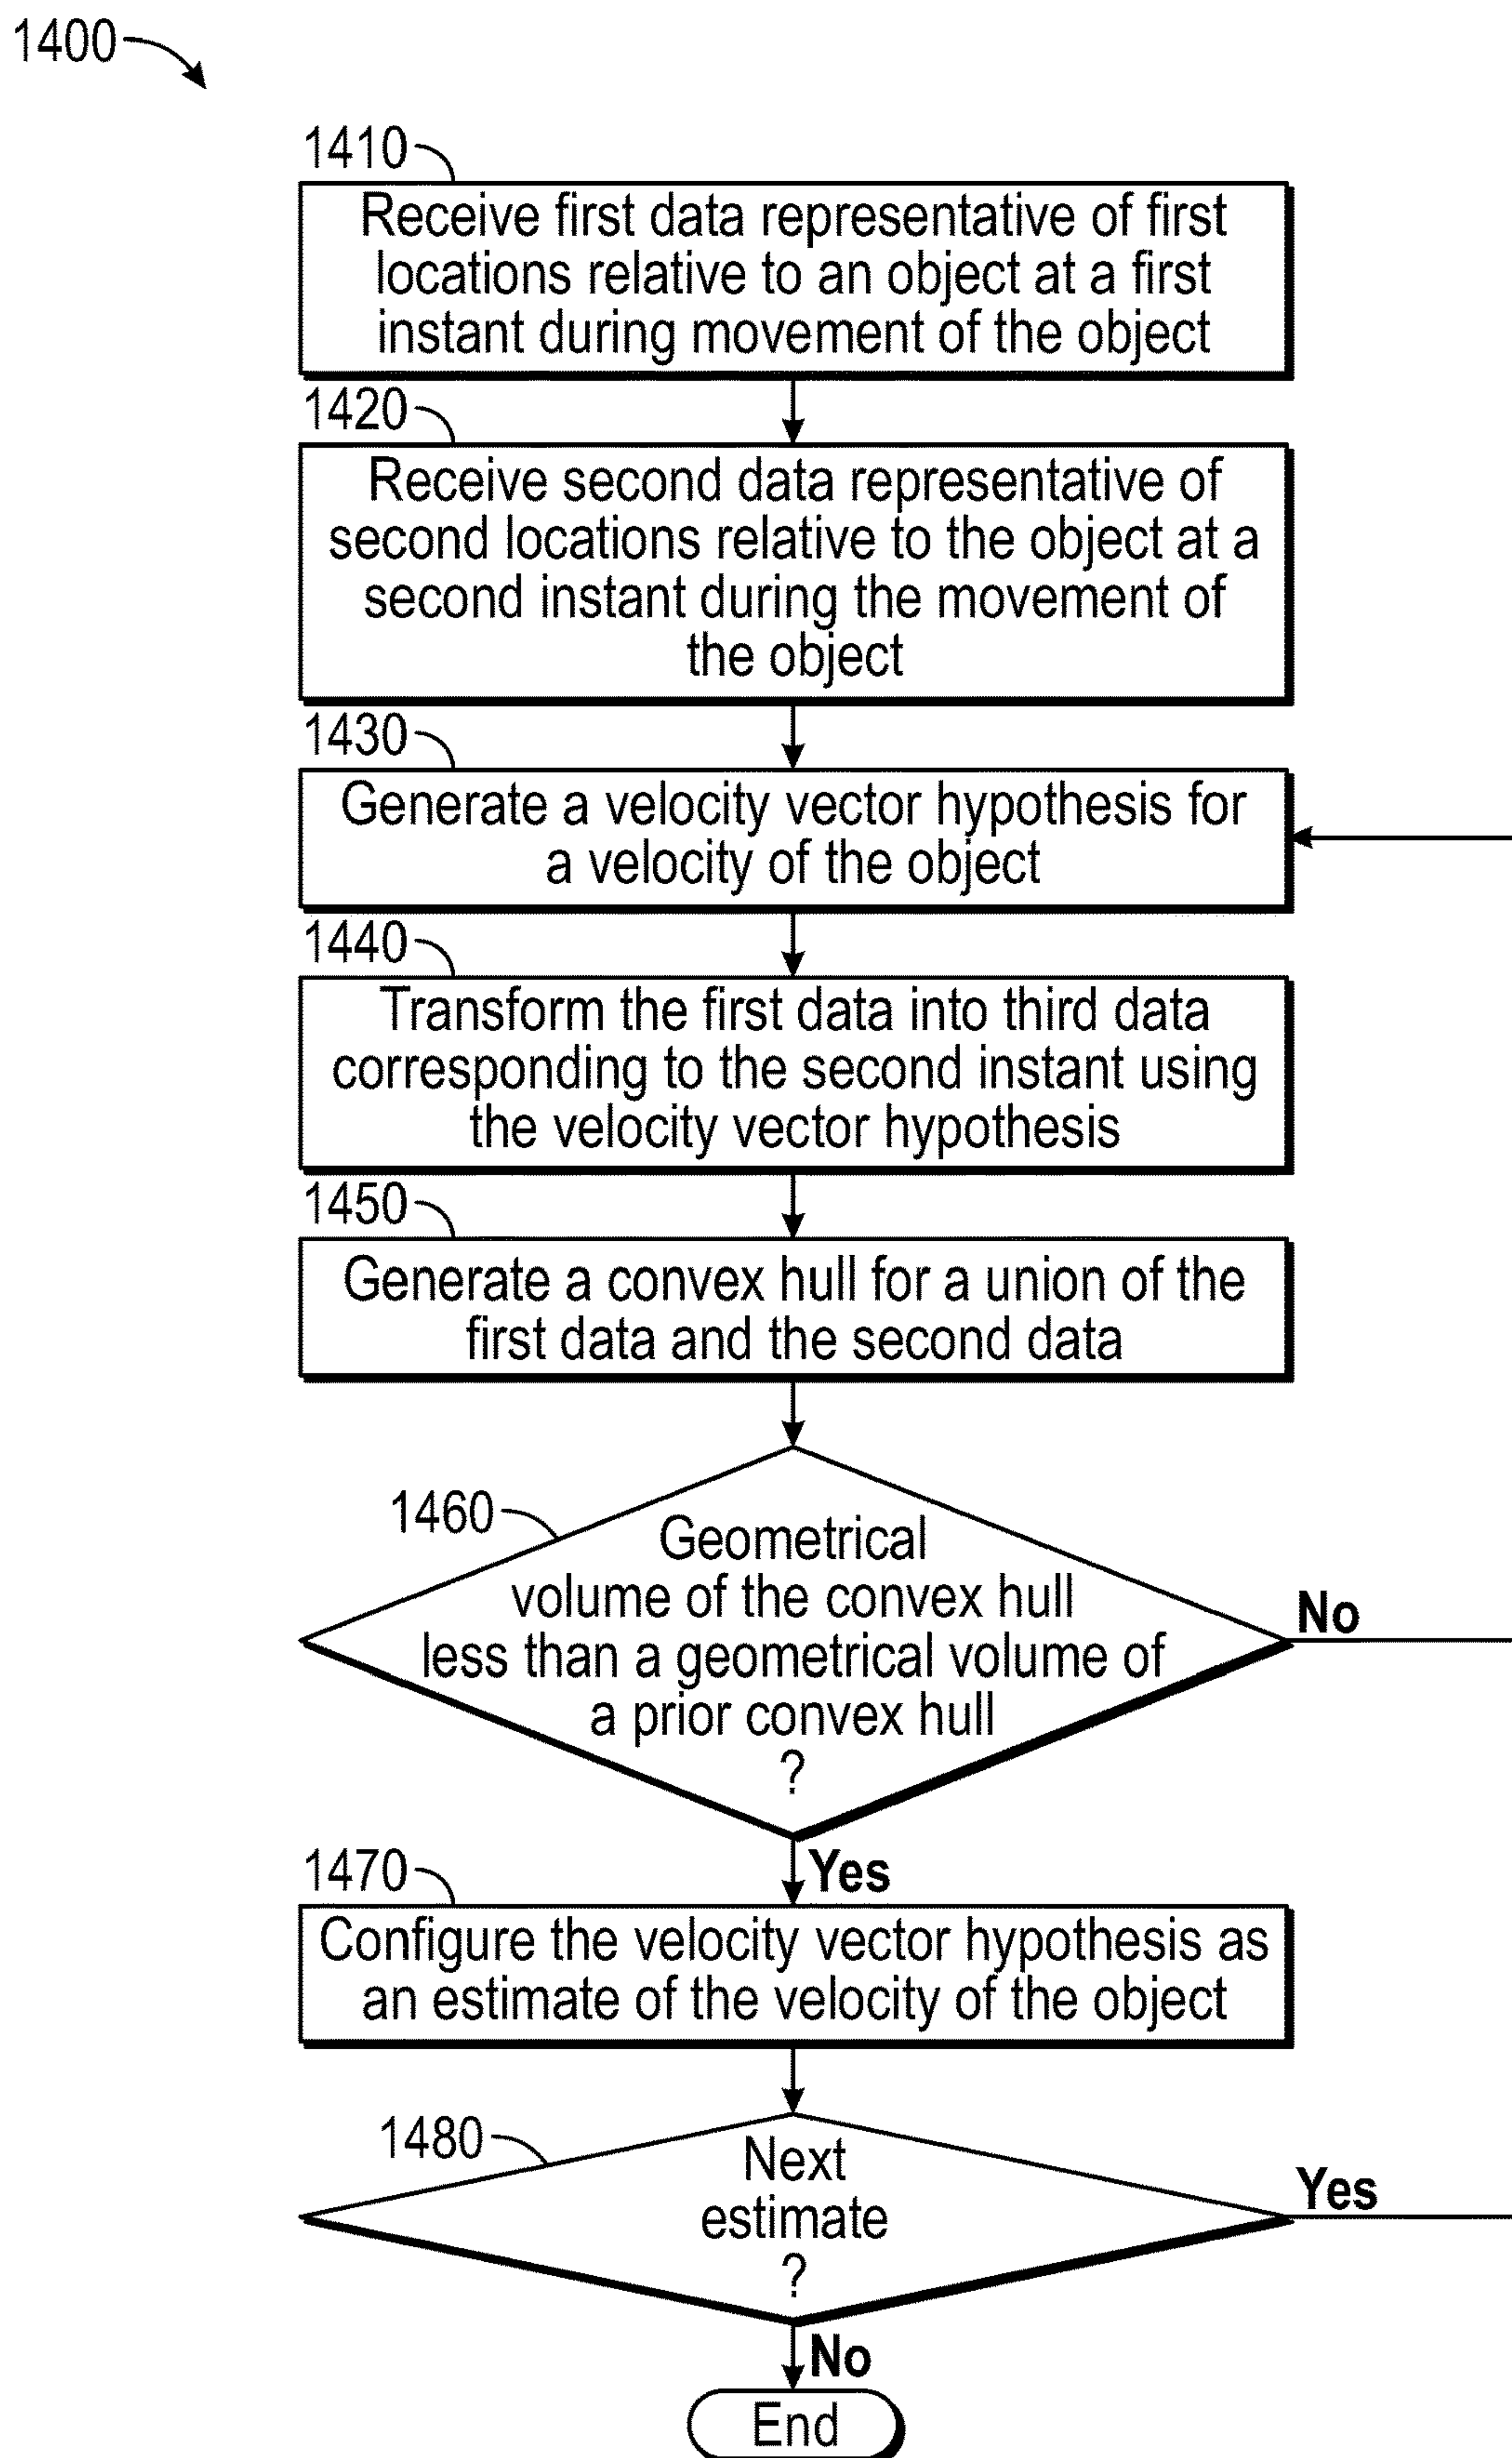 1400
1410
Receive first data representative of first
locations relative to an object at a first
instant during movement of the object
1420
Receive second data representative of
second locations relative to the object at a
second instant during the movement of
the object
1430
Generate a velocity vector hypothesis for
a velocity of the object
1440
Transform the first data into third data
corresponding to the second instant using
the velocity vector hypothesis
1450
Generate a convex hull for a union of the
first data and the second data
1460
Geometrical
volume of the convex hull
less than a geometrical volume of
a prior convex hull
?
No
Yes
1470
Configure the velocity vector hypothesis as
an estimate of the velocity of the object
1480
Next
estimate
?
Yes
No
End